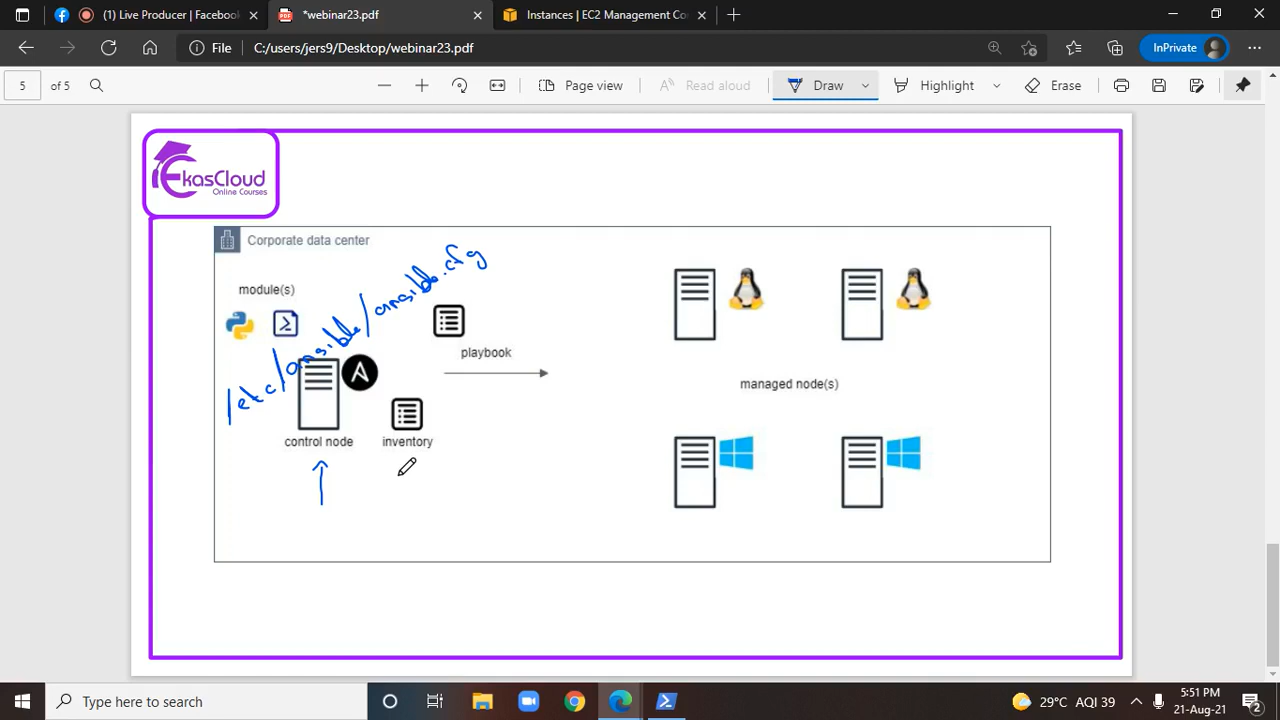 (1) Live Producer | Facebook
*webinar23.pdf
Instances | EC2 Management Co
File
C:/users/jers9/Desktop/webinar23.pdf
InPrivate
5
of 5
Page view
Read aloud
Draw
Highlight
Erase
EkasCloud
Online Courses
Corporate data center
module(s)
/etc/ansible/ansible.cfg
playbook
control node
inventory
managed node(s)
Type here to search
29°C AQI 39
5:51 PM
21-Aug-21
2